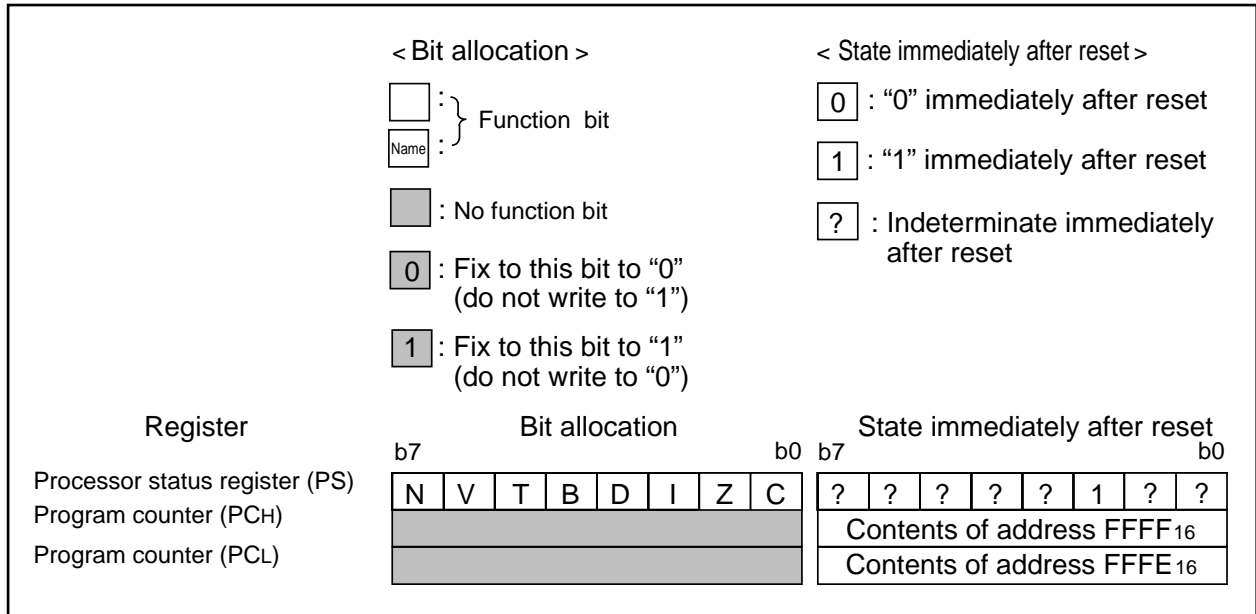 < Bit allocation >
:
Name :
Function bit
: No function bit
0 : Fix to this bit to “0”
(do not write to “1”)
1 : Fix to this bit to “1”
(do not write to “0”)
< State immediately after reset >
0 : “0” immediately after reset
1 : “1” immediately after reset
? : Indeterminate immediately
after reset
Register Bit allocation State immediately after reset
b7 b0 b7 b0
Processor status register (PS) N V T B D I Z C ? ? ? ? ? 1 ? ?
Program counter (PCH) Contents of address FFFF16
Program counter (PCL) Contents of address FFFE16